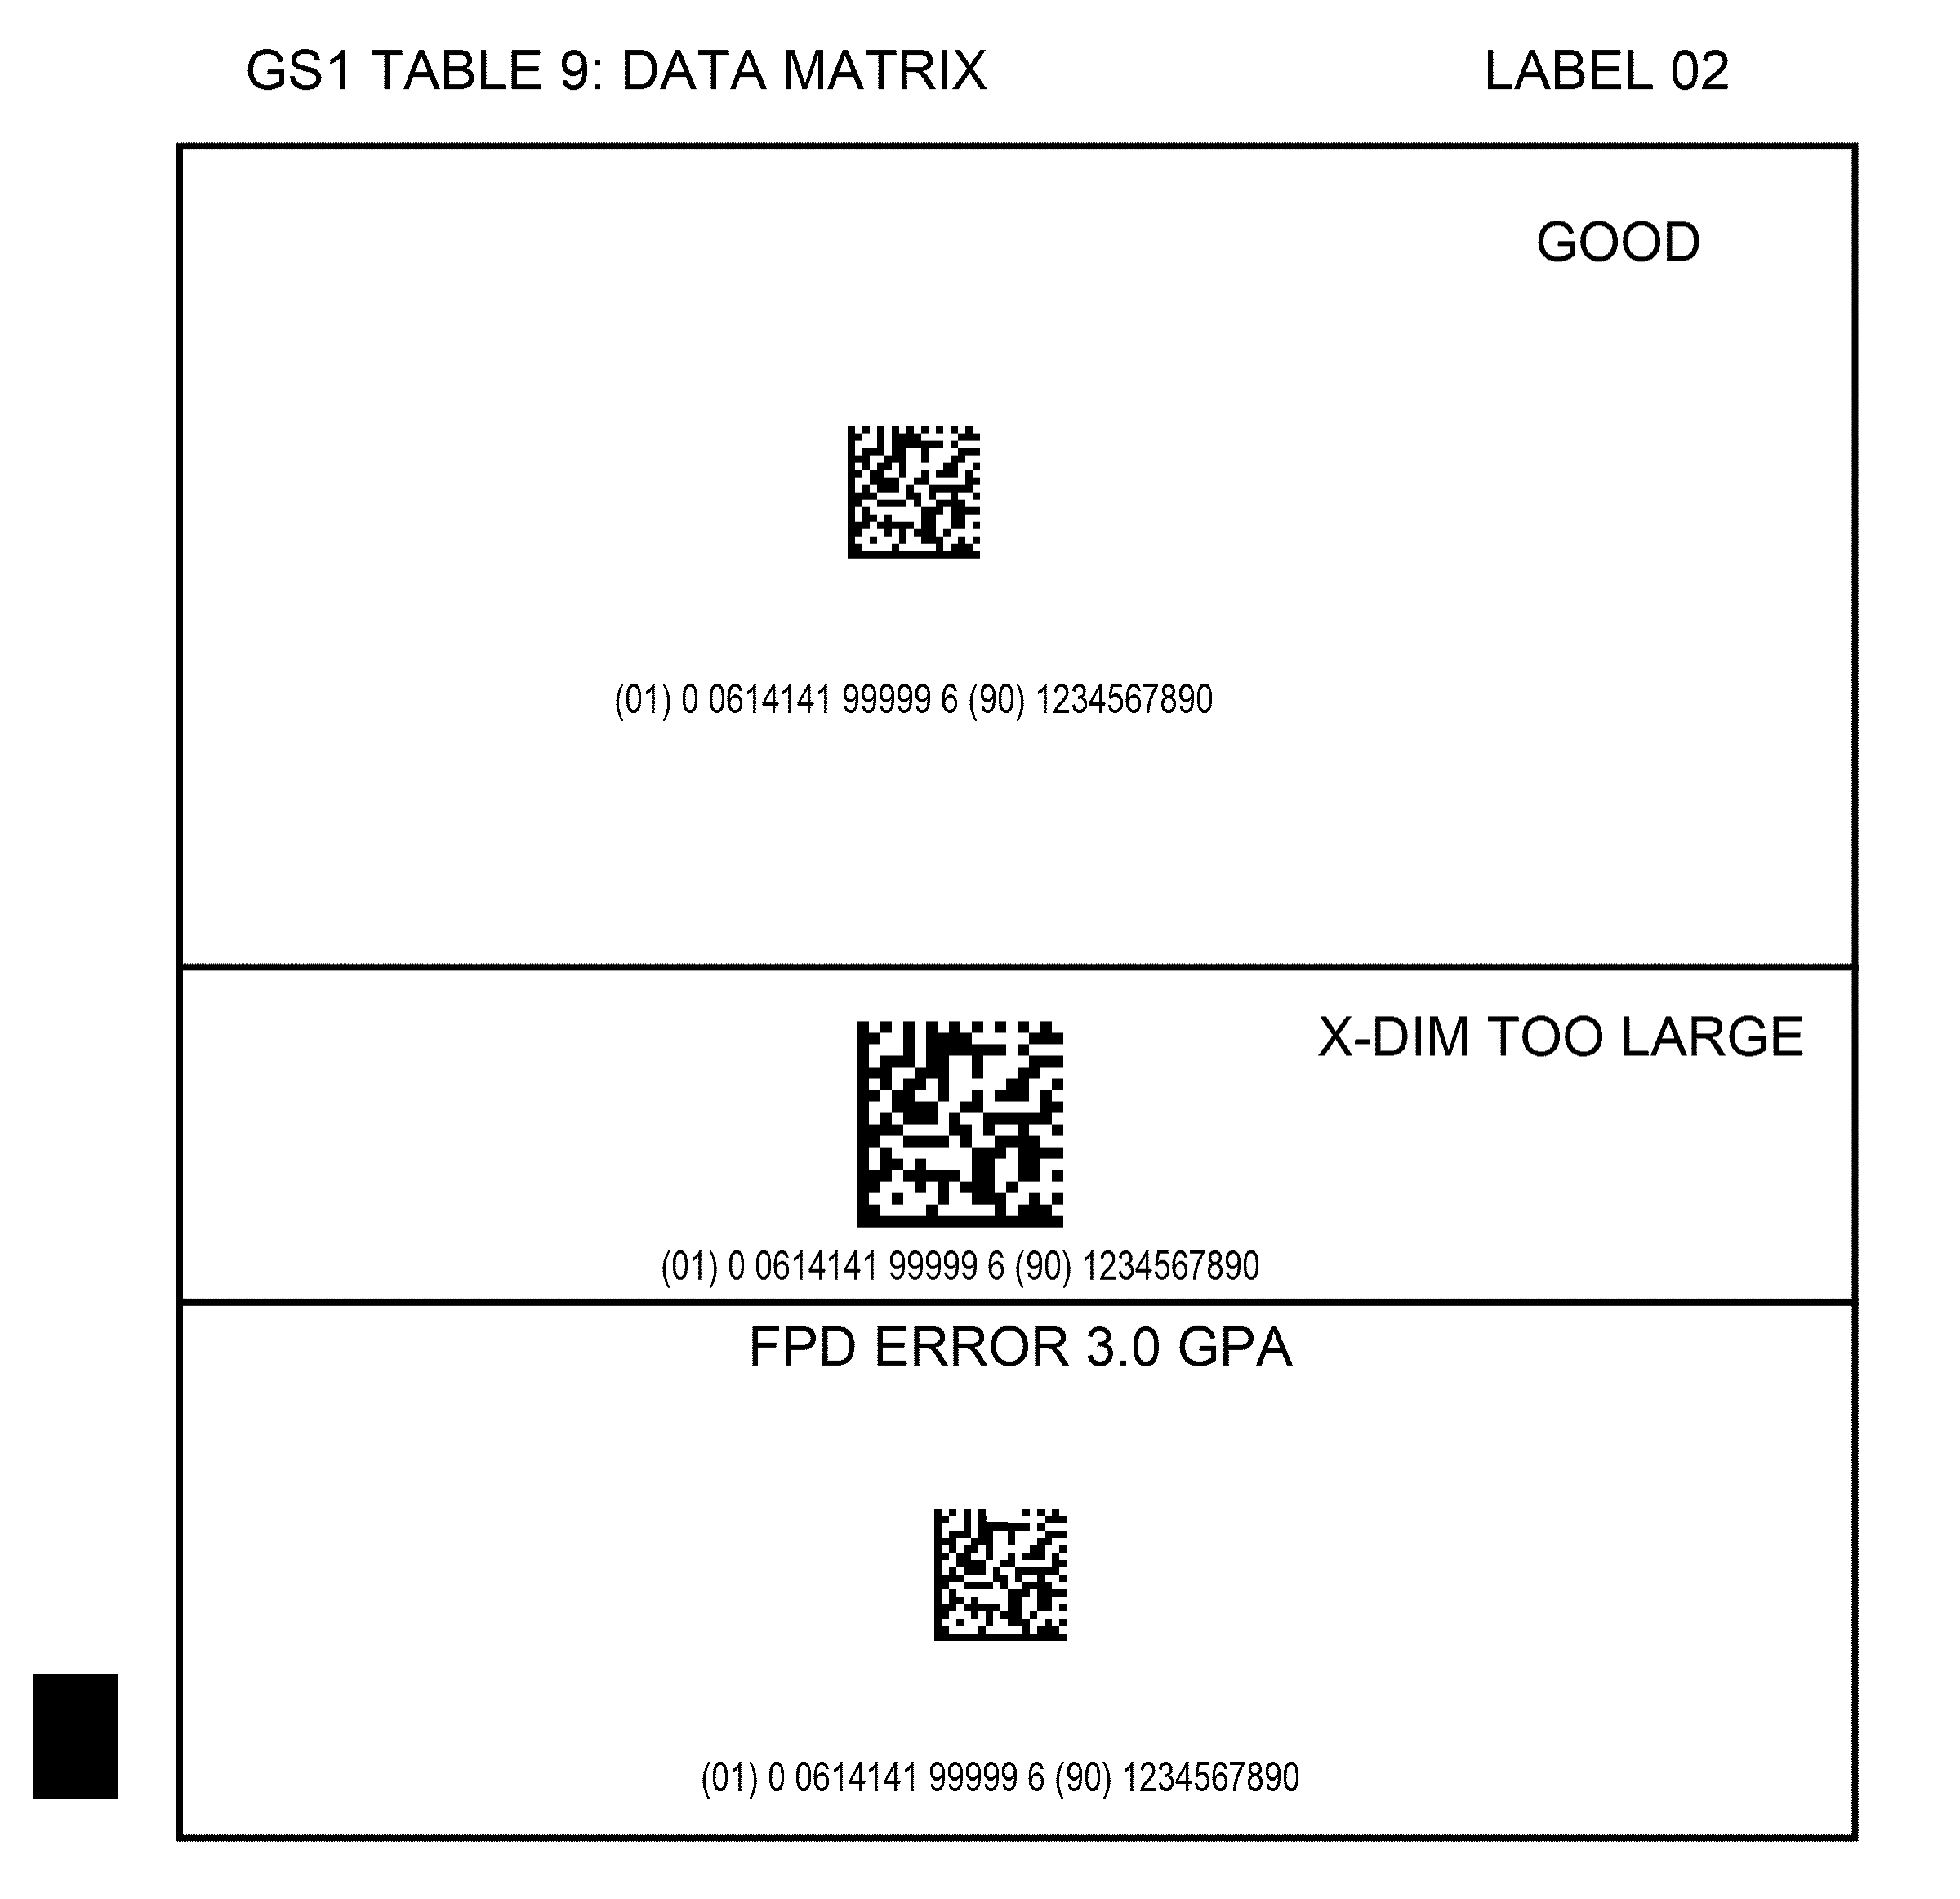 GS1 TABLE 9: DATA MATRIX LABEL 02
GOOD
(01) 0 0614141 99999 6 (90) 1234567890
X-DIM TOO LARGE
(01) 0 0614141 99999 6 (90) 1234567890
FPD ERROR 3.0 GPA
(01) 0 0614141 99999 6 (90) 1234567890